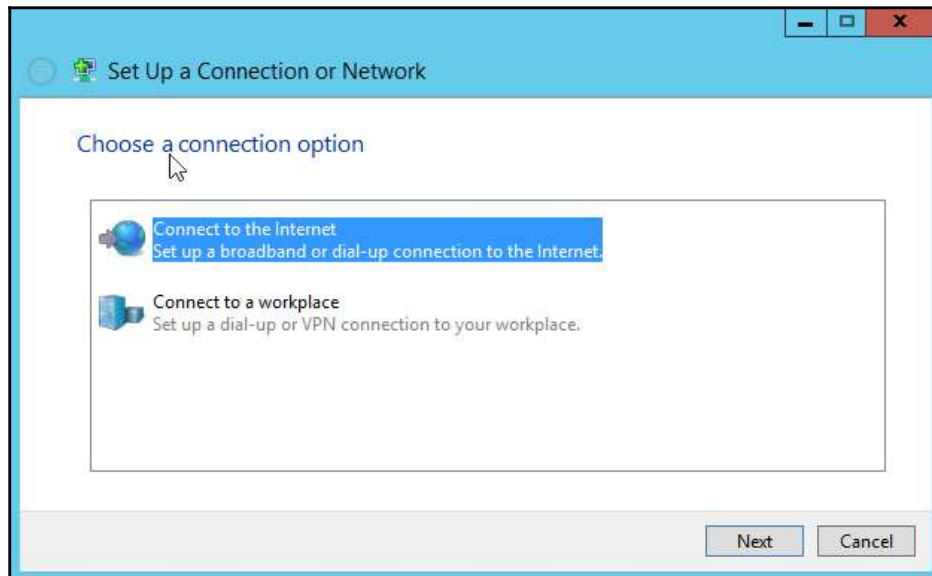 Set Up a Connection or Network
Choose a connection option
Connect to the Internet
Set up a broadband or dial-up connection to the Internet.
Connect to a workplace
Set up a dial-up or VPN connection to your workplace.
Next
Cancel